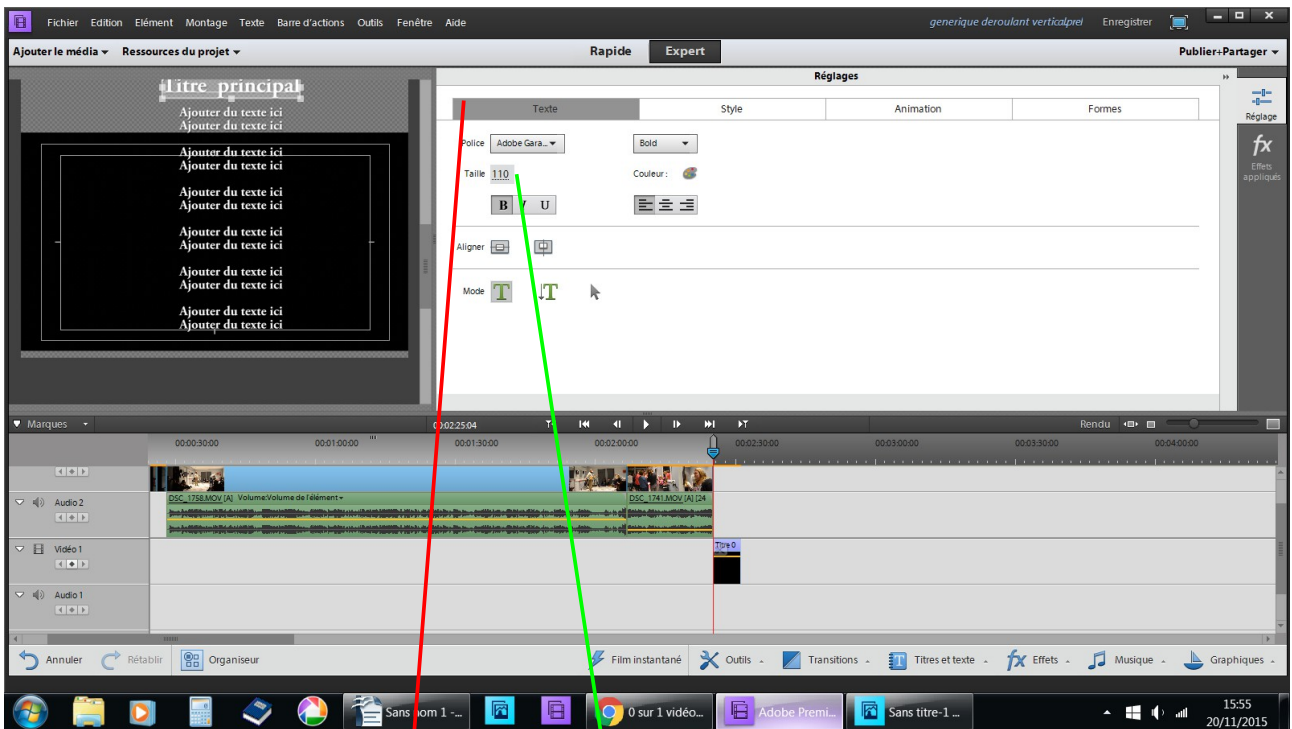 Fichier Edition Elément Montage Texte Barre d'actions Outils Fenêtre Aide generique deroulant verticalprel Enregistrer
Ajouter le média Ressources du projet Rapide Expert Publier+Partager
Réglages
Titre principal
Ajouter du texte ici
Ajouter du texte ici
Ajouter du texte ici
Ajouter du texte ici
Ajouter du texte ici
Ajouter du texte ici
Ajouter du texte ici
Ajouter du texte ici
Ajouter du texte ici
Ajouter du texte ici
Ajouter du texte ici
Ajouter du texte ici
Texte Style Animation Formes
Police Adobe Gara... Bold
Taille 110 Couleur :
B I U
Aligner
Mode T T
Réglage
fx
Effets
appliqués
Marques 00:02:25:04 Rendu
00:00:30:00 00:01:00:00 00:01:30:00 00:02:00:00 00:02:30:00 00:03:00:00 00:03:30:00 00:04:00:00
Audio 2 DSC_1758.MOV [A] Volume:Volume de l'élément DSC_1741.MOV [A] [24
Vidéo 1 Titre 0
Audio 1
Annuler Rétablir Organiseur Film instantané Outils Transitions Titres et texte fx Effets Musique Graphiques
Sans nom 1 -... 0 sur 1 vidéo... Adobe Premi... Sans titre-1 ...
15:55
20/11/2015